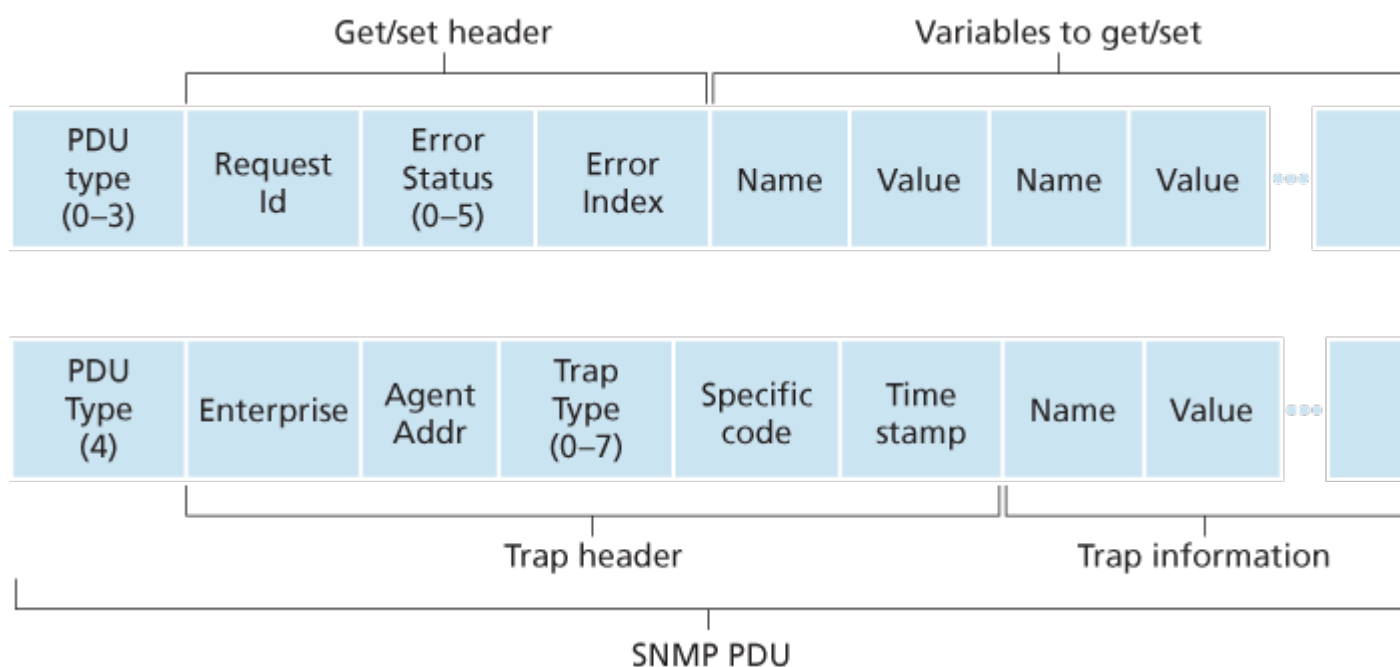 Get/set header
Variables to get/set
PDU
type
(0–3)
Request
Id
Error
Status
(0–5)
Error
Index
Name
Value
Name
Value
PDU
Type
(4)
Enterprise
Agent
Addr
Trap
Type
(0–7)
Specific
code
Time
stamp
Name
Value
Trap header
Trap information
SNMP PDU